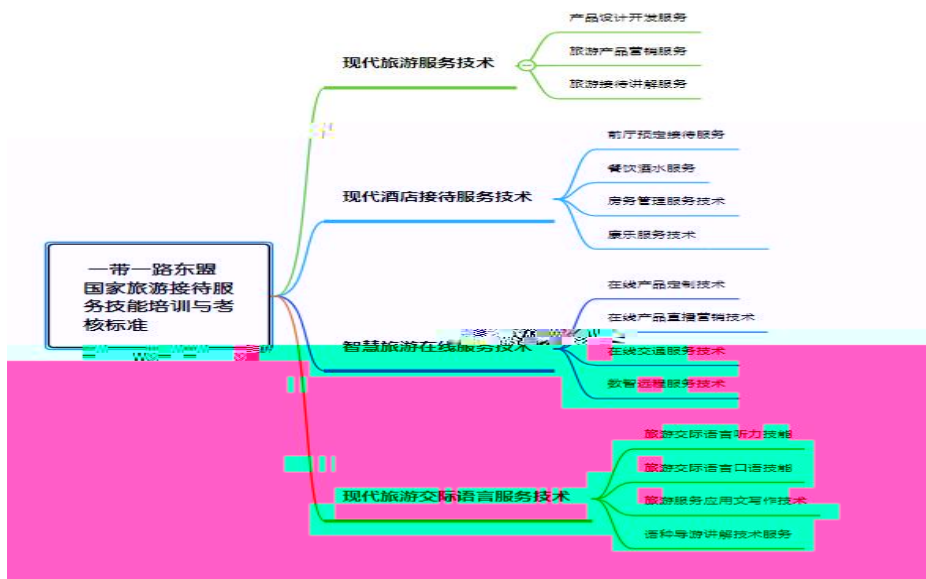 产品设计开发服务
现代旅游服务技术
旅游产品营销服务
旅游接待讲解服务
前厅预定接待服务
餐饮酒水服务
现代酒店接待服务技术
房务管理服务技术
康乐服务技术
一带一路东盟
国家旅游接待服
务技能培训与考
核标准
在线产品定制技术
在线产品直播营销技术
智慧旅游在线服务技术
在线交通服务技术
数智远程服务技术
旅游交际语言听力技能
旅游交际语言口语技能
现代旅游交际语言服务技术
旅游服务应用文写作技术
语种导游讲解技术服务